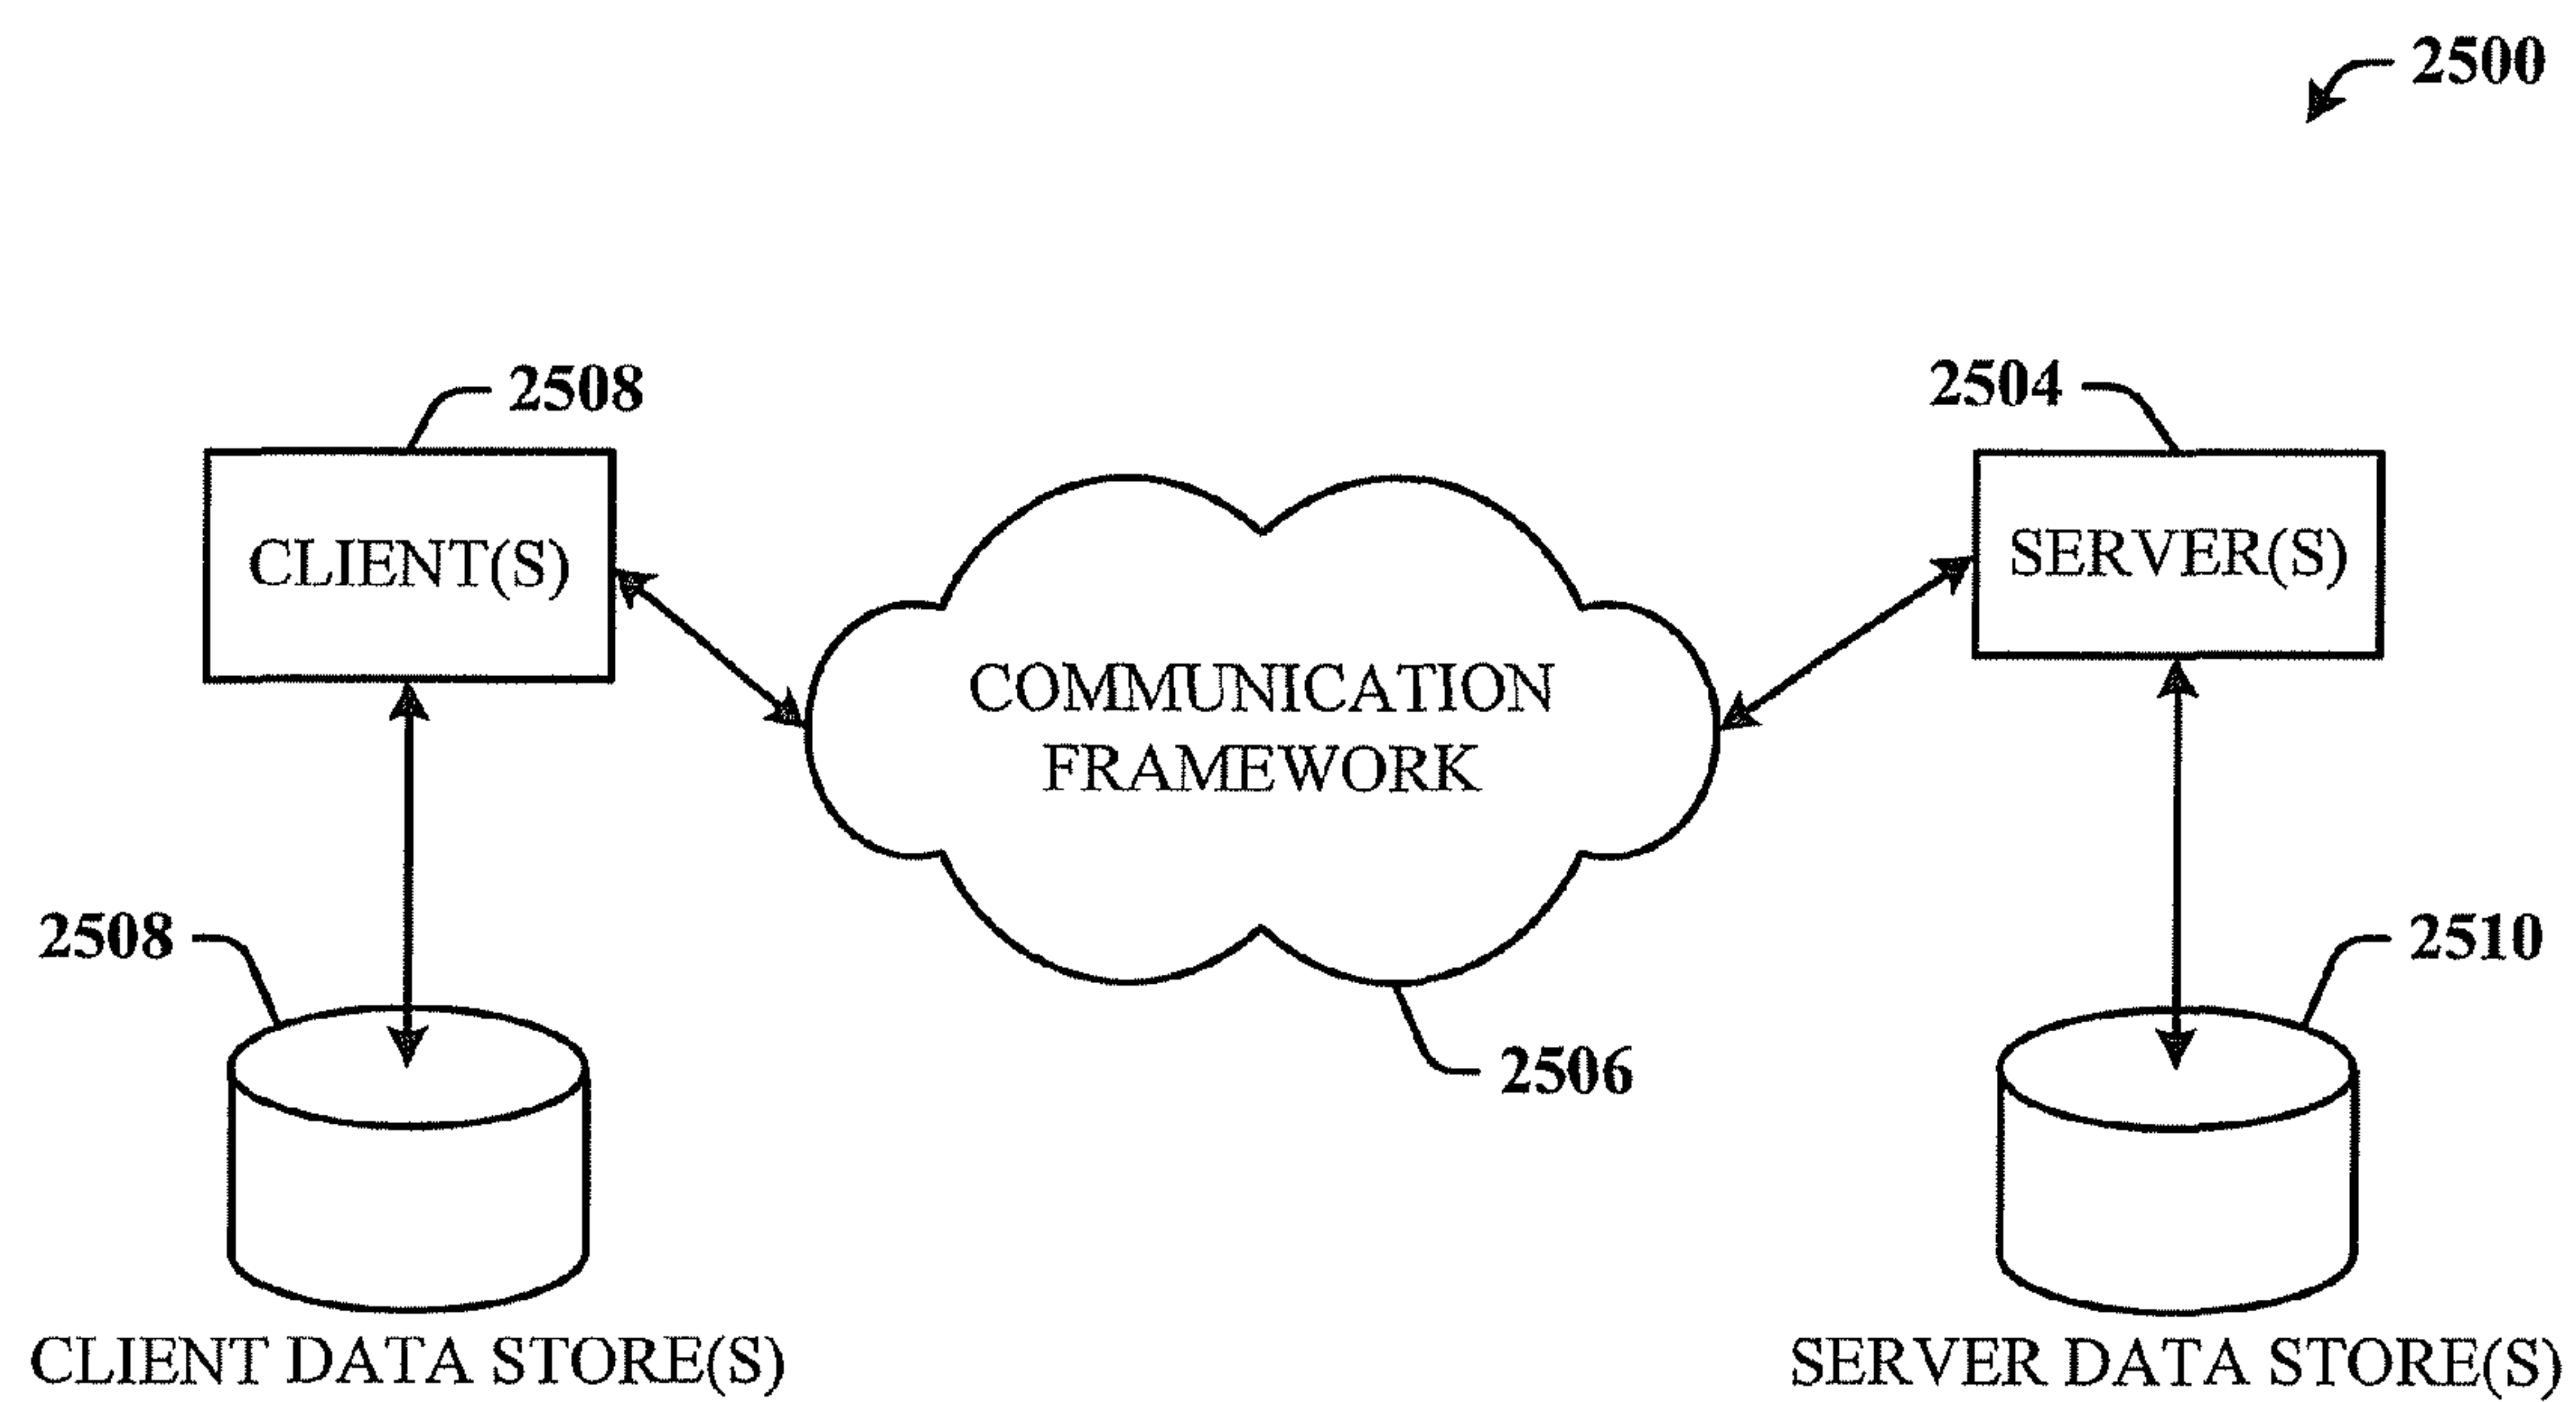 2500
2508
2504
CLIENT(S)
SERVER(S)
COMMUNICATION
FRAMEWORK
2508
2510
2506
CLIENT DATA STORE(S)
SERVER DATA STORE(S)